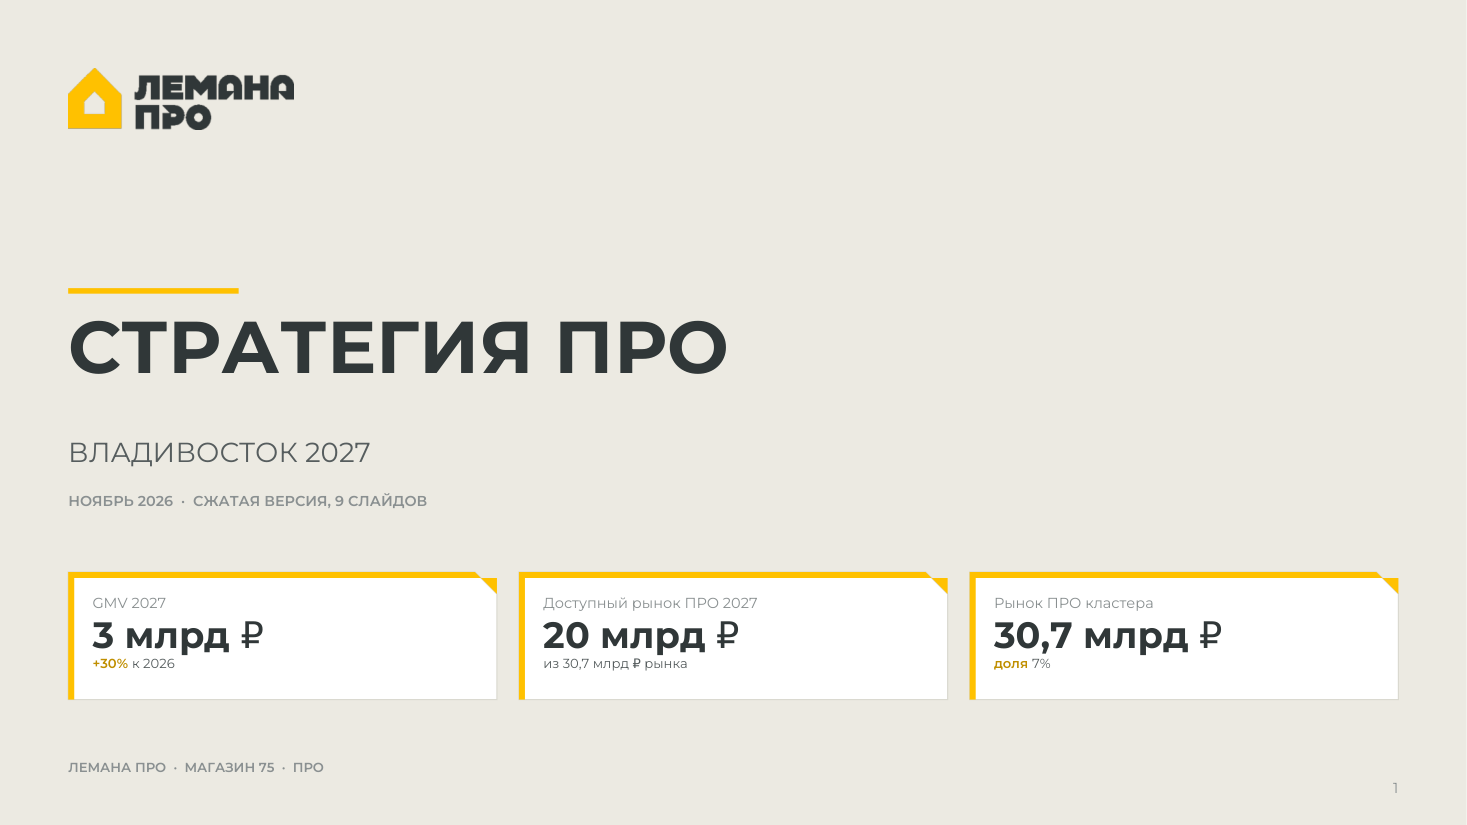 ЛЕМАНА
ПРО
СТРАТЕГИЯ ПРО
ВЛАДИВОСТОК 2027
НОЯБРЬ 2026 · СЖАТАЯ ВЕРСИЯ, 9 СЛАЙДОВ
GMV 2027
3 млрд ₽
+30% к 2026
Доступный рынок ПРО 2027
20 млрд ₽
из 30,7 млрд ₽ рынка
Рынок ПРО кластера
30,7 млрд ₽
доля 7%
ЛЕМАНА ПРО · МАГАЗИН 75 · ПРО
1